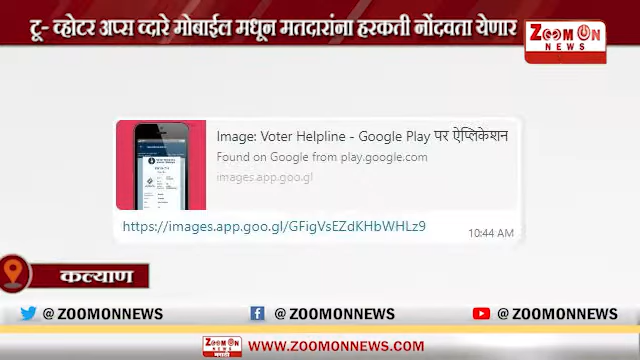 टू- व्होटर अप्स व्दारे मोबाईल मधून मतदारांना हरकती नोंदवता येणार
ZOOM ON
NEWS
Image: Voter Helpline - Google Play पर ऐप्लिकेशन
Found on Google from play.google.com
images.app.goo.gl
https://images.app.goo.gl/GFigVsEZdKHbWHLz9
10:44 AM
कल्याण
@ZOOMONNEWS
@ZOOMONNEWS
@ZOOMONNEWS
ZOOM ON
मराठी
WWW.ZOOMONNEWS.COM